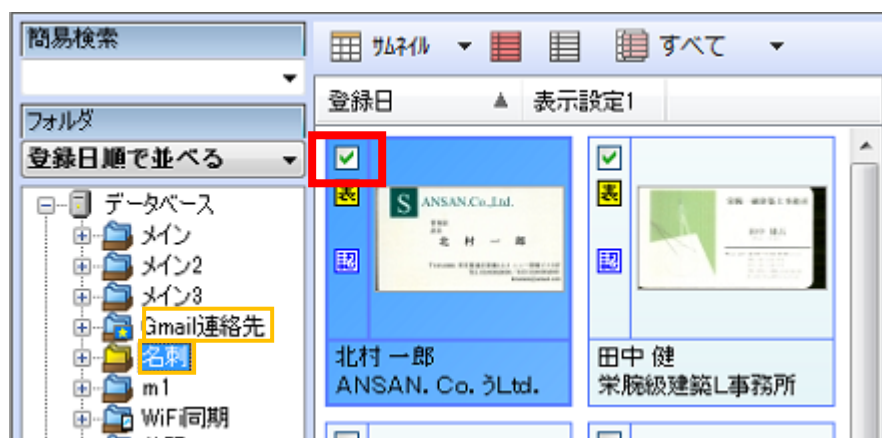 簡易検索
フォルダ
登録日順で並べる
データベース
メイン
メイン2
メイン3
Gmail連絡先
名刺
m1
WiFi同期
サムネイル
すべて
登録日
表示設定1
表
認
S ANSAN.Co.,Ltd.
北村一郎
北村 一郎
ANSAN. Co. うLtd.
表
認
田中 健
栄腕級建築L事務所